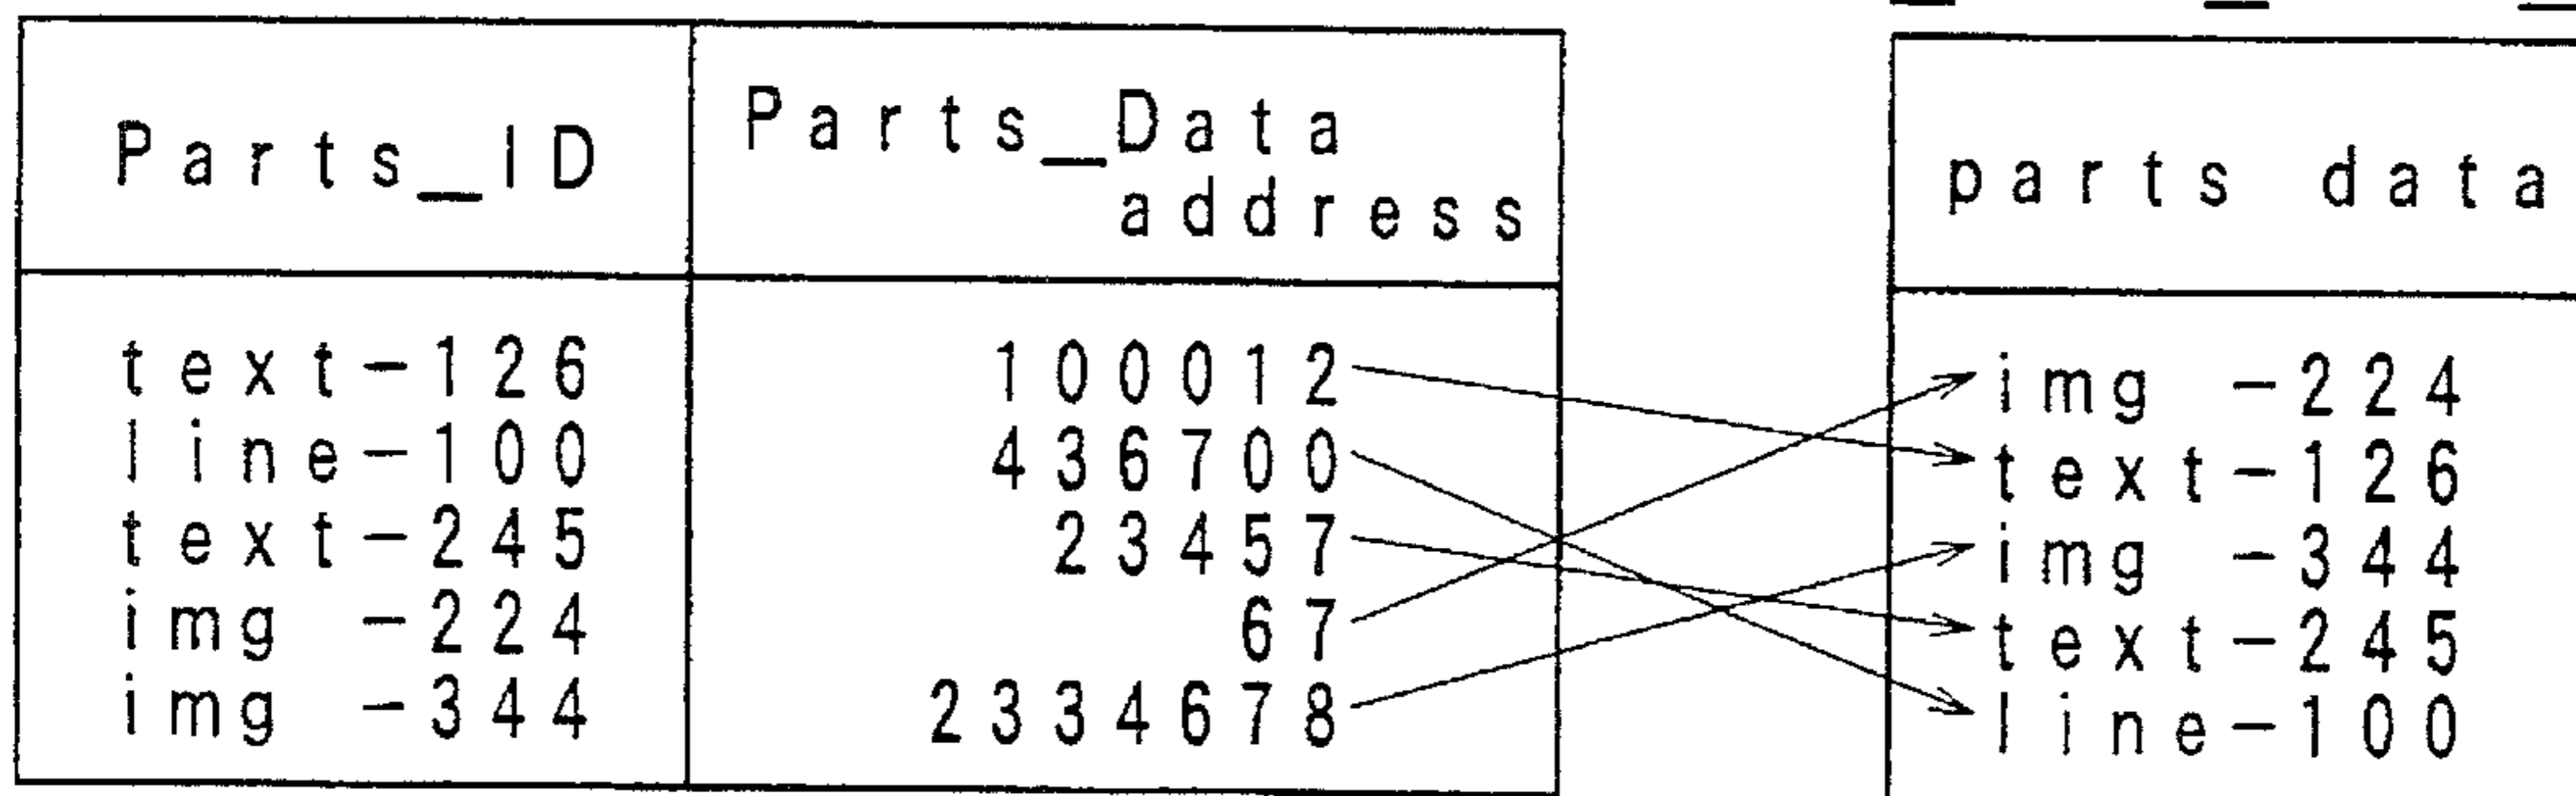 Parts_ID
Parts_Data
address
text-126 100012
line-100 436700
text-245 23457
img -224 67
img -344 2334678
parts data
img -224
text-126
img -344
text-245
line-100